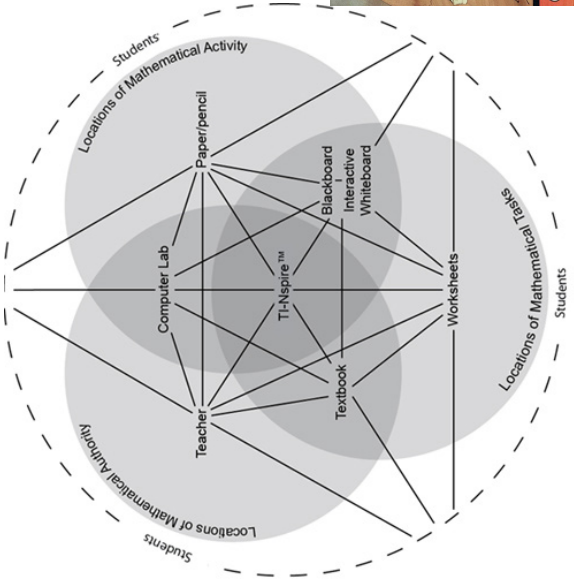 Students
Locations of Mathematical Activity
Paper/pencil
Blackboard
–
Interactive
Whiteboard
Computer Lab
TI-Nspire™
Worksheets
Locations of Mathematical Tasks
Students
Teacher
Textbook
Locations of Mathematical Authority
Students